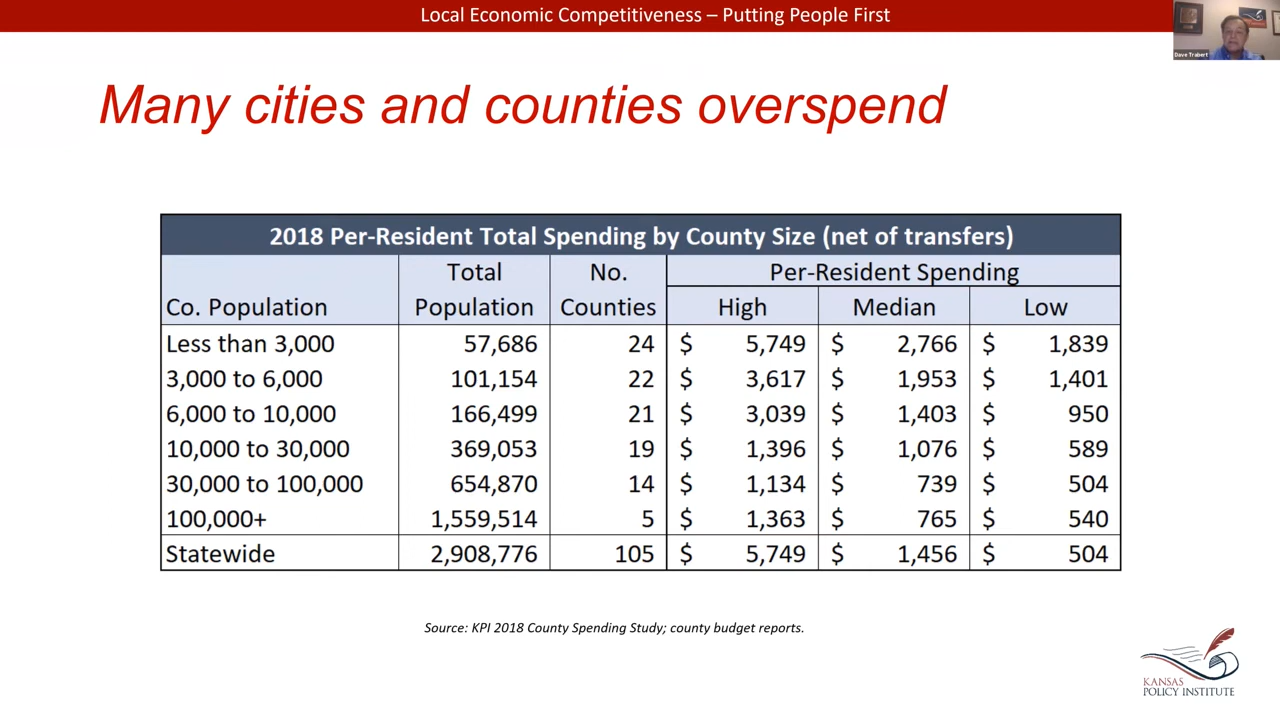 Local Economic Competitiveness – Putting People First
Dave Trabert
Many cities and counties overspend
2018 Per-Resident Total Spending by County Size (net of transfers)
Co. Population Total Population No. Counties Per-Resident Spending
High Median Low
Less than 3,000 57,686 24 $ 5,749 $ 2,766 $ 1,839
3,000 to 6,000 101,154 22 $ 3,617 $ 1,953 $ 1,401
6,000 to 10,000 166,499 21 $ 3,039 $ 1,403 $ 950
10,000 to 30,000 369,053 19 $ 1,396 $ 1,076 $ 589
30,000 to 100,000 654,870 14 $ 1,134 $ 739 $ 504
100,000+ 1,559,514 5 $ 1,363 $ 765 $ 540
Statewide 2,908,776 105 $ 5,749 $ 1,456 $ 504
Source: KPI 2018 County Spending Study; county budget reports.
KANSAS
POLICY INSTITUTE